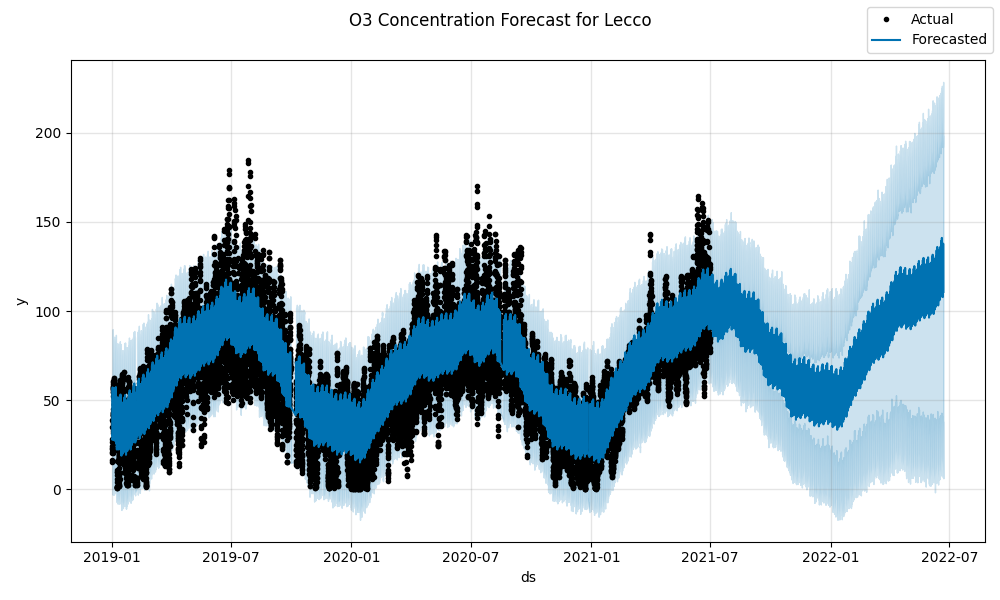 O3 Concentration Forecast for Lecco
Actual
Forecasted
y
200
150
100
50
0
2019-01 2019-07 2020-01 2020-07 2021-01 2021-07 2022-01 2022-07
ds